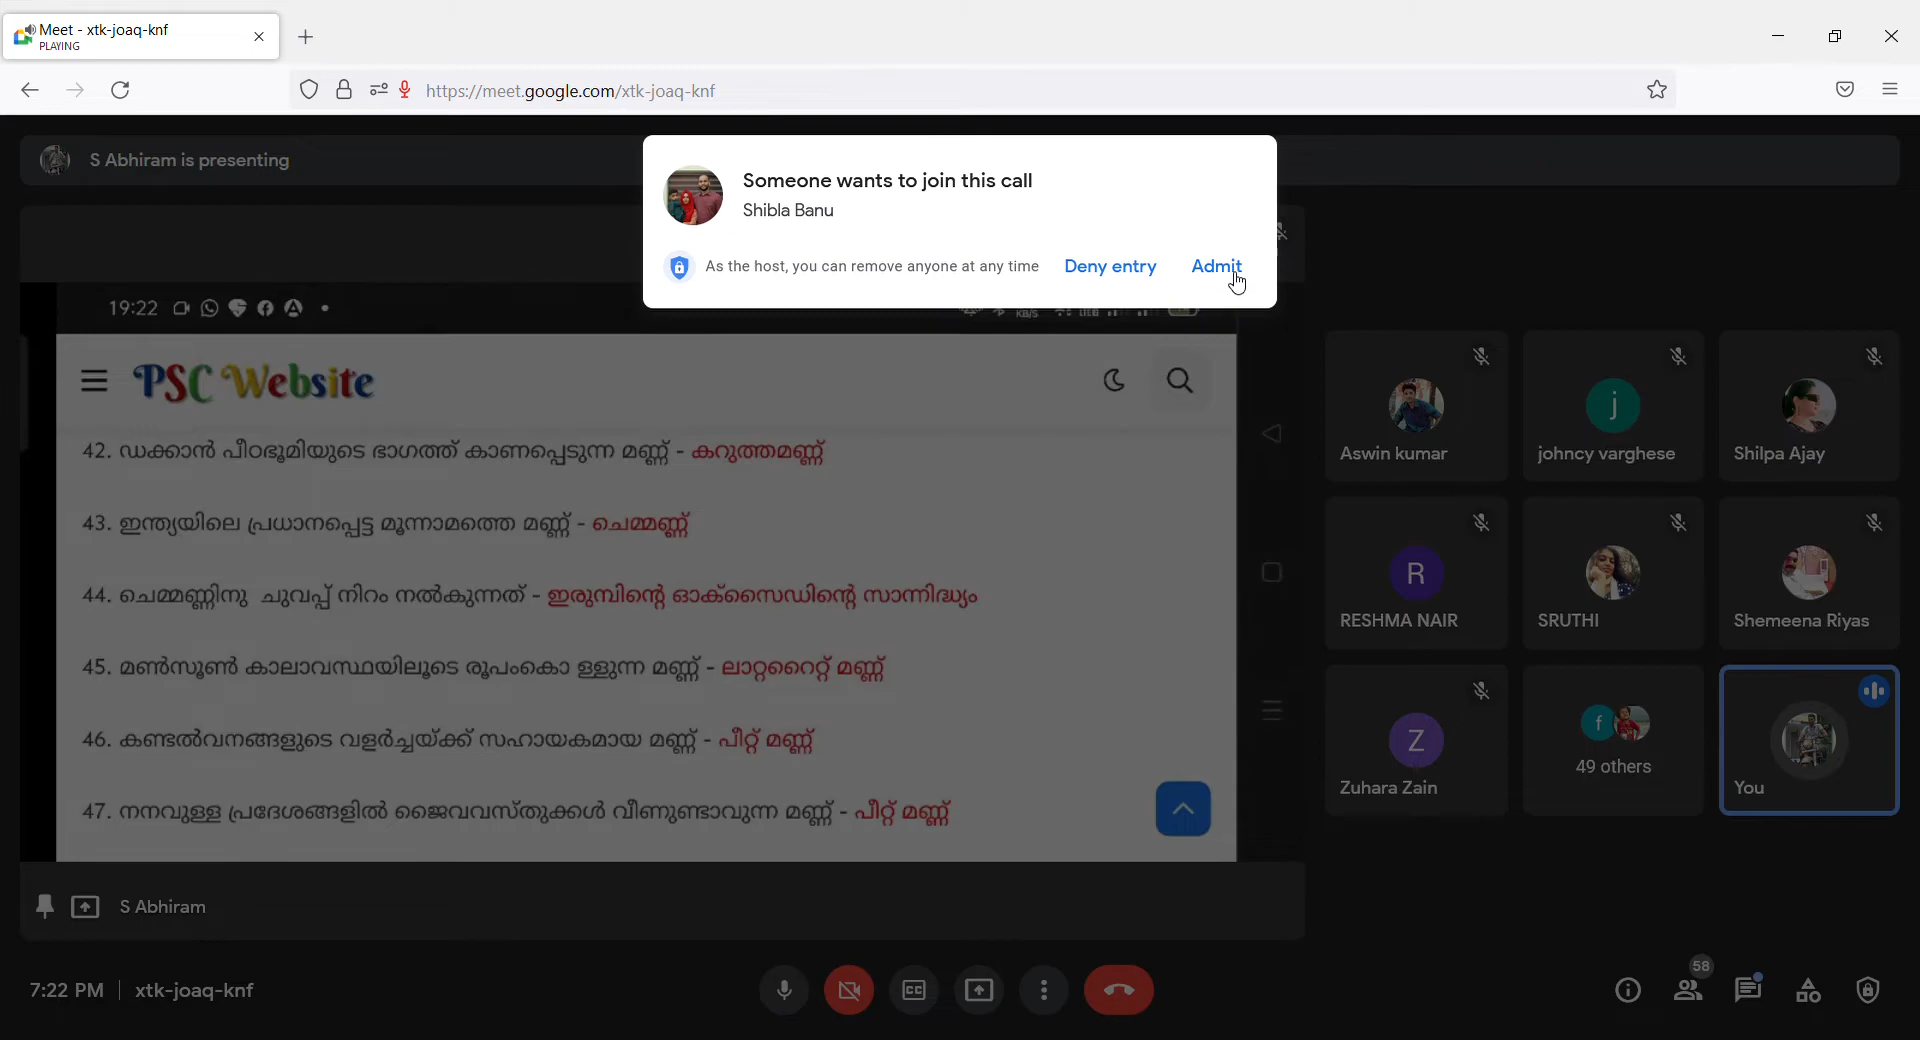 Meet - xtk-joaq-knf
PLAYING
https://meet.google.com/xtk-joaq-knf
S Abhiram is presenting
Someone wants to join this call
Shibla Banu
As the host, you can remove anyone at any time
Deny entry
Admit
19:22
KB/S
PSC Website
42. ഡക്കാൻ പീഠഭൂമിയുടെ ഭാഗത്ത് കാണപ്പെടുന്ന മണ്ണ് - കറുത്തമണ്ണ്
43. ഇന്ത്യയിലെ പ്രധാനപ്പെട്ട മൂന്നാമത്തെ മണ്ണ് - ചെമ്മണ്ണ്
44. ചെമ്മണ്ണിനു ചുവപ്പ് നിറം നൽകുന്നത് - ഇരുമ്പിന്റെ ഓക്സൈഡിന്റെ സാന്നിദ്ധ്യം
45. മൺസൂൺ കാലാവസ്ഥയിലൂടെ രൂപംകൊ ള്ളുന്ന മണ്ണ് - ലാറ്ററൈറ്റ് മണ്ണ്
46. കണ്ടൽവനങ്ങളുടെ വളർച്ചയ്ക്ക് സഹായകമായ മണ്ണ് - പീറ്റ് മണ്ണ്
47. നനവുള്ള പ്രദേശങ്ങളിൽ ജൈവവസ്തുക്കൾ വീണുണ്ടാവുന്ന മണ്ണ് - പീറ്റ് മണ്ണ്
S Abhiram
Aswin kumar
j
johncy varghese
Shilpa Ajay
R
RESHMA NAIR
SRUTHI
Shemeena Riyas
Z
Zuhara Zain
f
49 others
You
7:22 PM | xtk-joaq-knf
CC
58